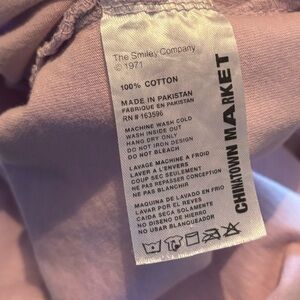 The Smiley Company
© 1971
100% COTTON
MADE IN PAKISTAN
FABRIQUE EN PAKISTAN
RN # 163596
MACHINE WASH COLD
WASH INSIDE OUT
HANG DRY ONLY
DO NOT IRON DESIGN
DO NOT BLEACH
LAVAGE MACHINE A FROID
LAVER A L'ENVERS
COUP SEC SEULEMENT
NE PAS REPASSER CONCEPTION
NE PAS BLANCHIR
MAQUINA DE LAVADO EN FRIO
LAVAR POR EL REVES
CAIDA SECA SOLAMENTE
NO DISENO DE HIERRO
NO USAR BLANQUEADOR
CHINATOWN MARKET